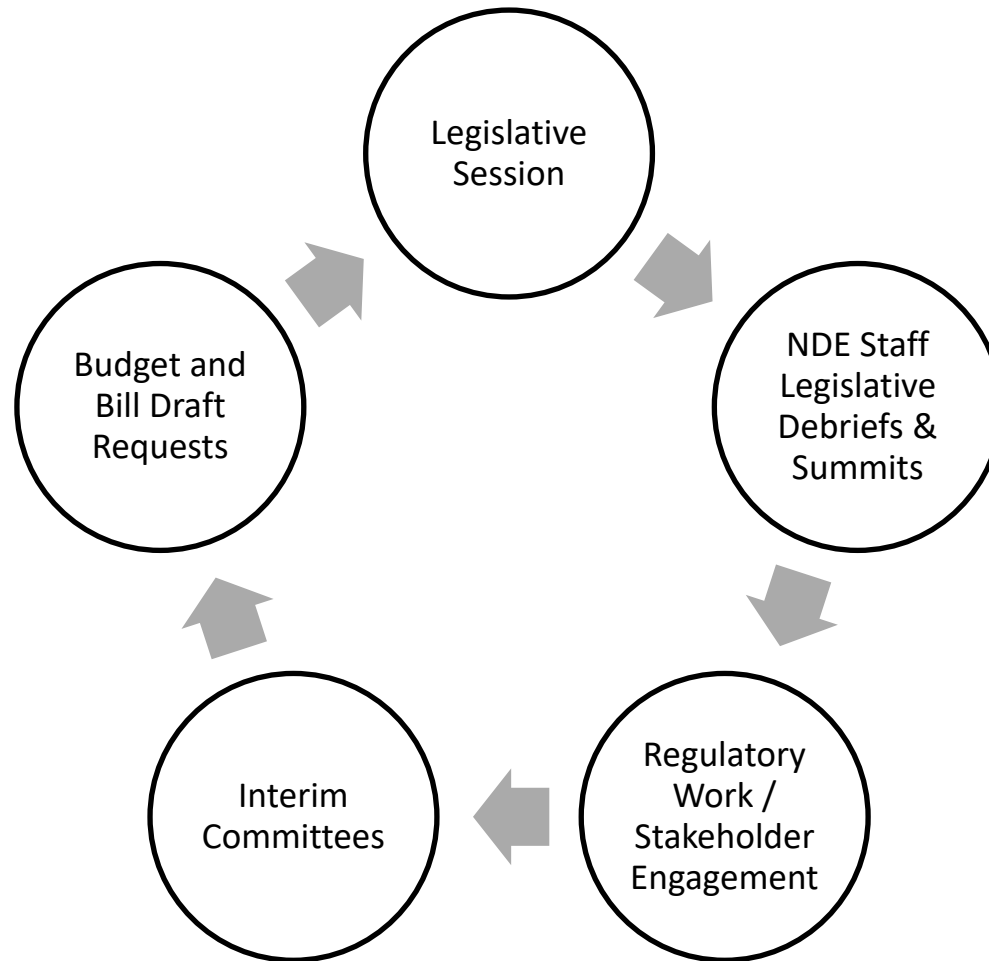 Legislative
Session
NDE Staff
Legislative
Debriefs &
Summits
Regulatory
Work /
Stakeholder
Engagement
Interim
Committees
Budget and
Bill Draft
Requests